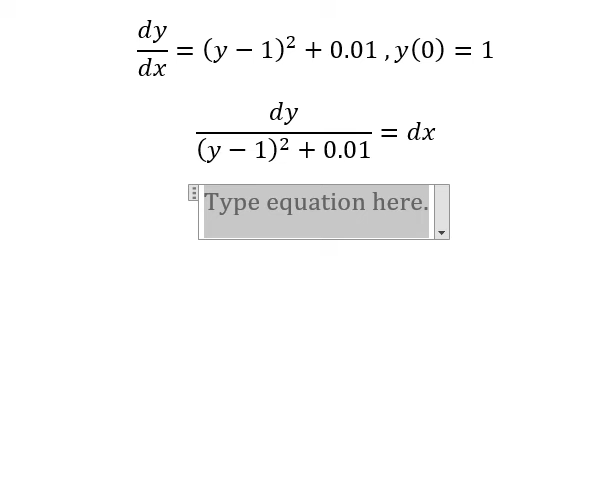 dy/dx = (y − 1)² + 0.01 , y(0) = 1
dy/((y − 1)² + 0.01) = dx
Type equation here.